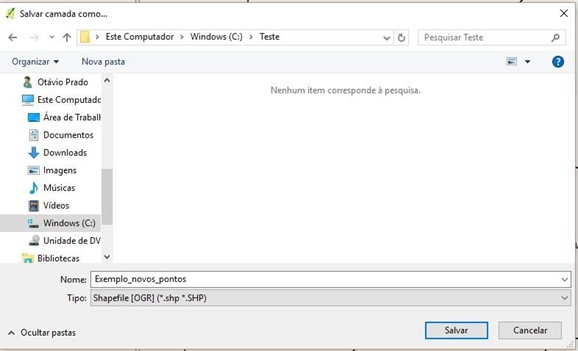 Salvar camada como...
Este Computador > Windows (C:) > Teste
Pesquisar Teste
Organizar Nova pasta
Otávio Prado
Este Computado
Área de Traball
Documentos
Downloads
Imagens
Músicas
Vídeos
Windows (C:)
Unidade de DV
Bibliotecas
Nenhum item corresponde à pesquisa.
Nome: Exemplo_novos_pontos
Tipo: Shapefile [OGR] (*.shp *.SHP)
Ocultar pastas
Salvar Cancelar